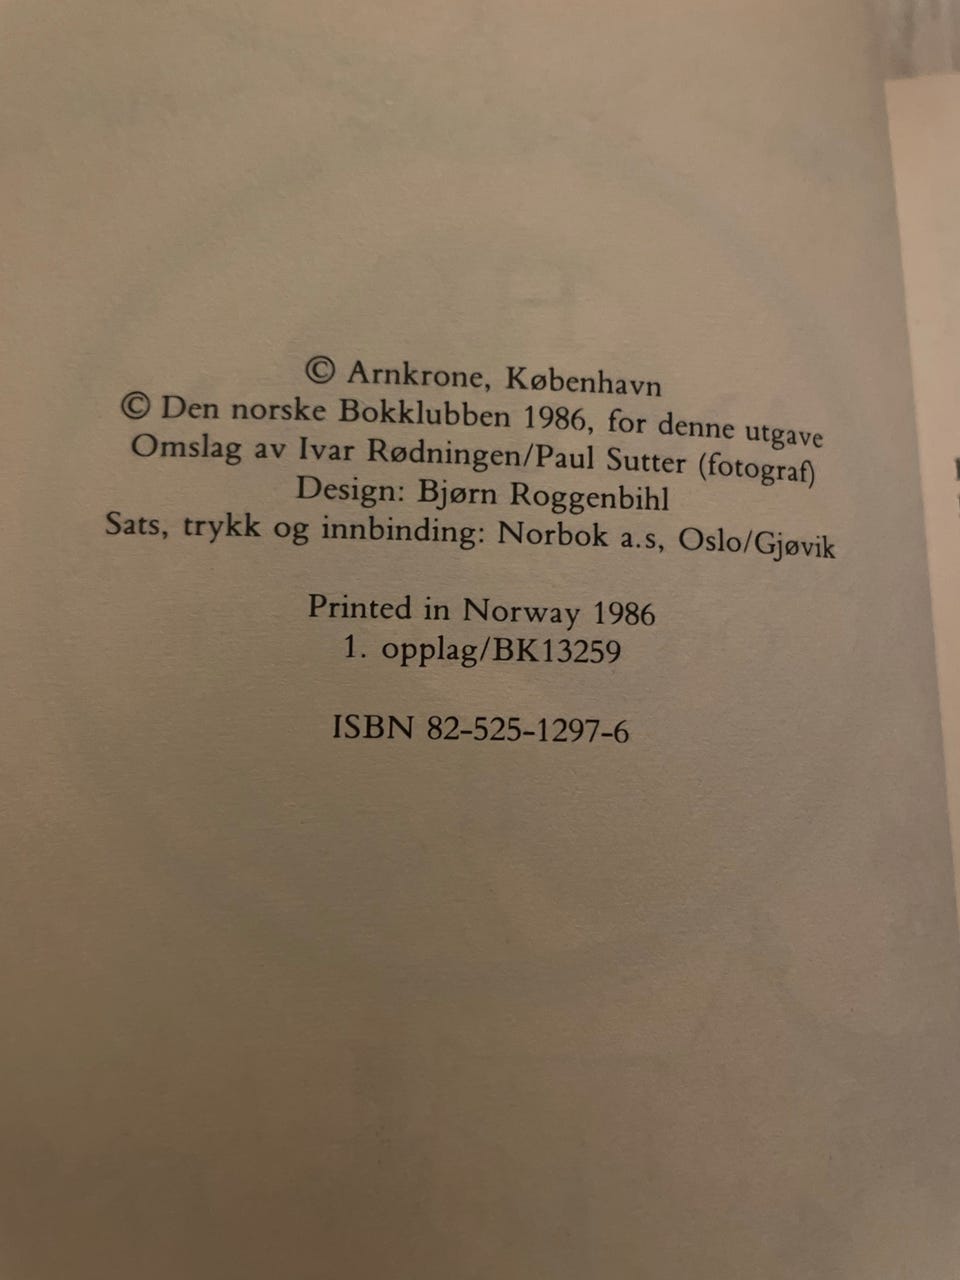 © Arnkrone, København
© Den norske Bokklubben 1986, for denne utgave
Omslag av Ivar Rødningen/Paul Sutter (fotograf)
Design: Bjørn Roggenbihl
Sats, trykk og innbinding: Norbok a.s, Oslo/Gjøvik
Printed in Norway 1986
1. opplag/BK13259
ISBN 82-525-1297-6